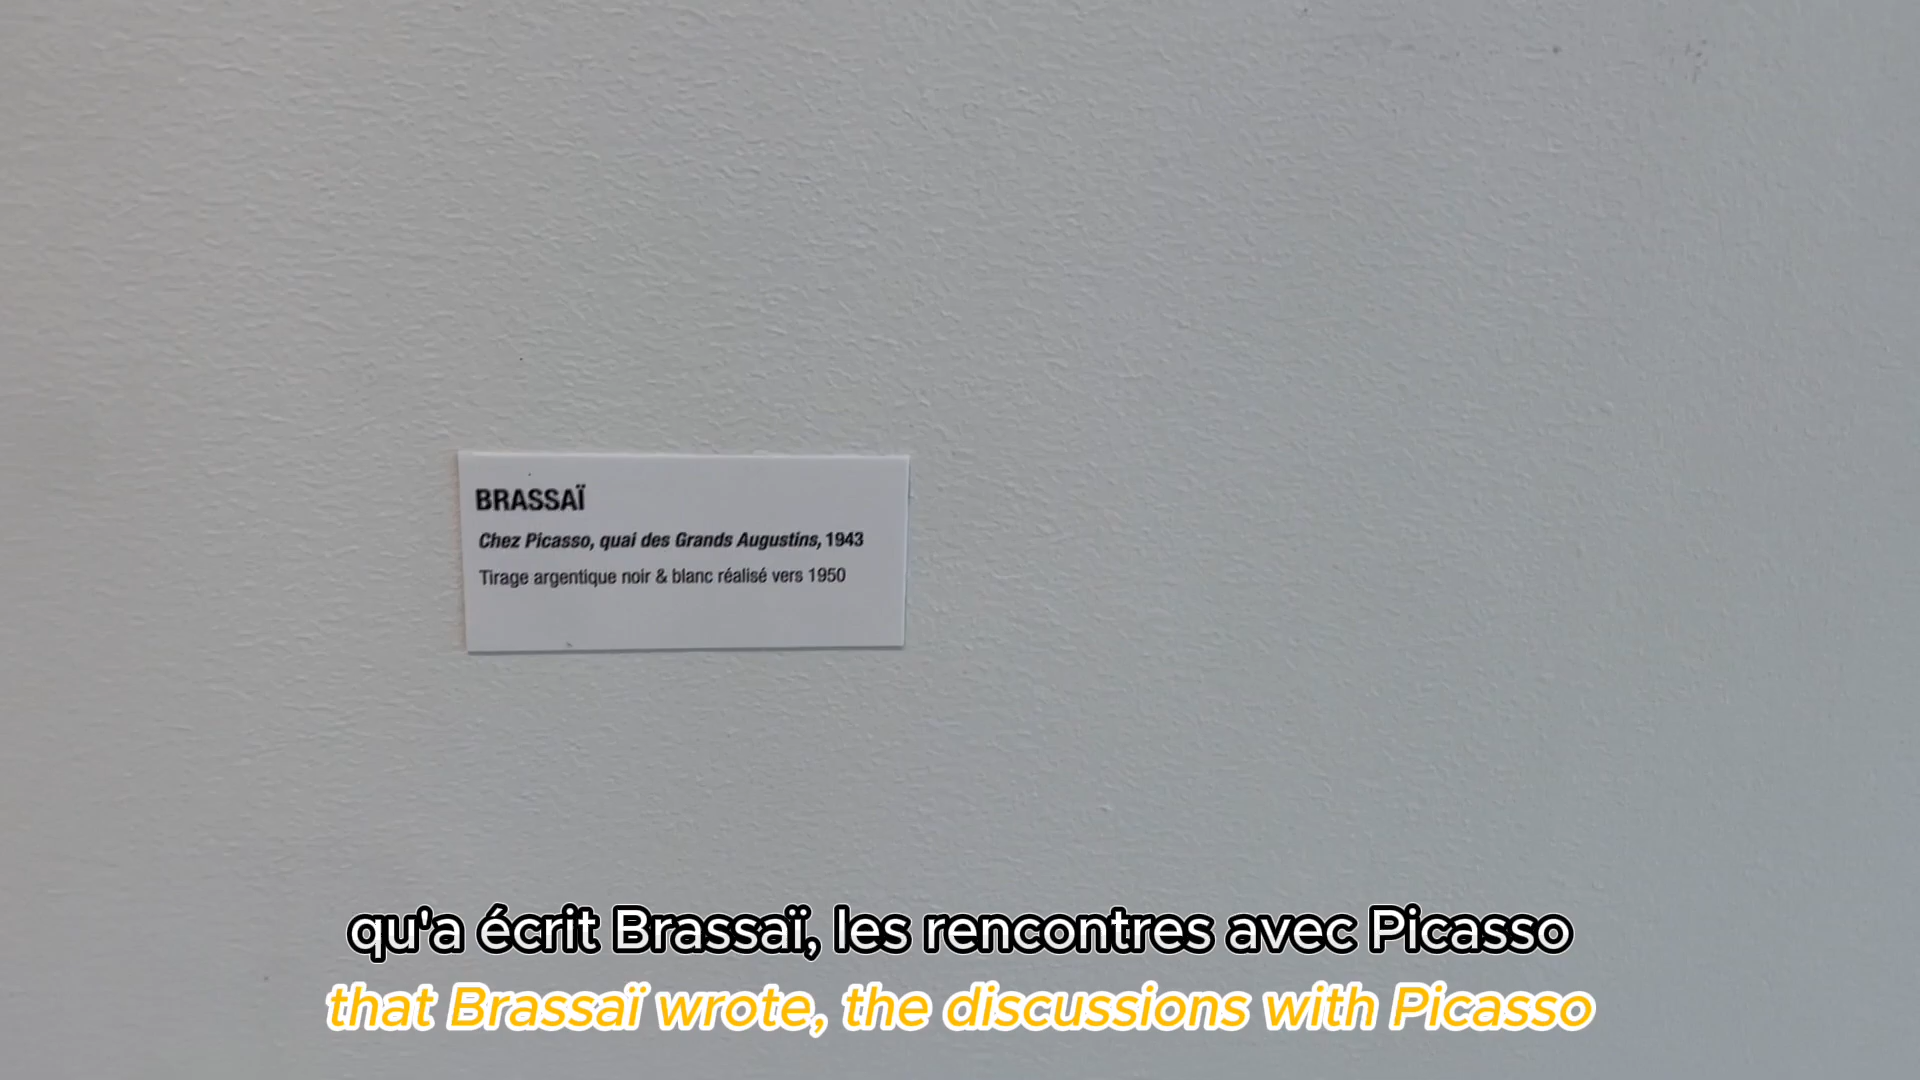 BRASSAÏ
Chez Picasso, quai des Grands Augustins, 1943
Tirage argentique noir & blanc réalisé vers 1950
qu'a écrit Brassaï, les rencontres avec Picasso
that Brassaï wrote, the discussions with Picasso